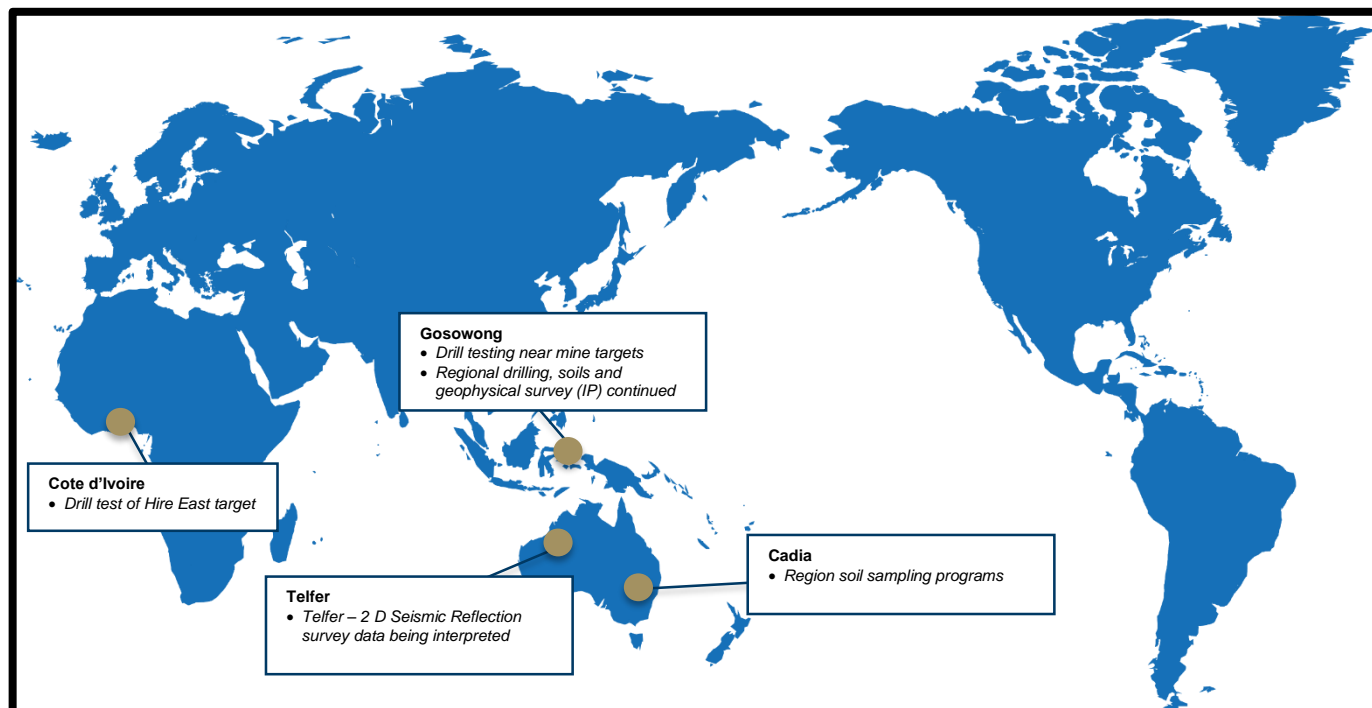 Gosowong
• Drill testing near mine targets
• Regional drilling, soils and
geophysical survey (IP) continued
Cote d’Ivoire
• Drill test of Hire East target
Cadia
• Region soil sampling programs
Telfer
• Telfer – 2 D Seismic Reflection
survey data being interpreted